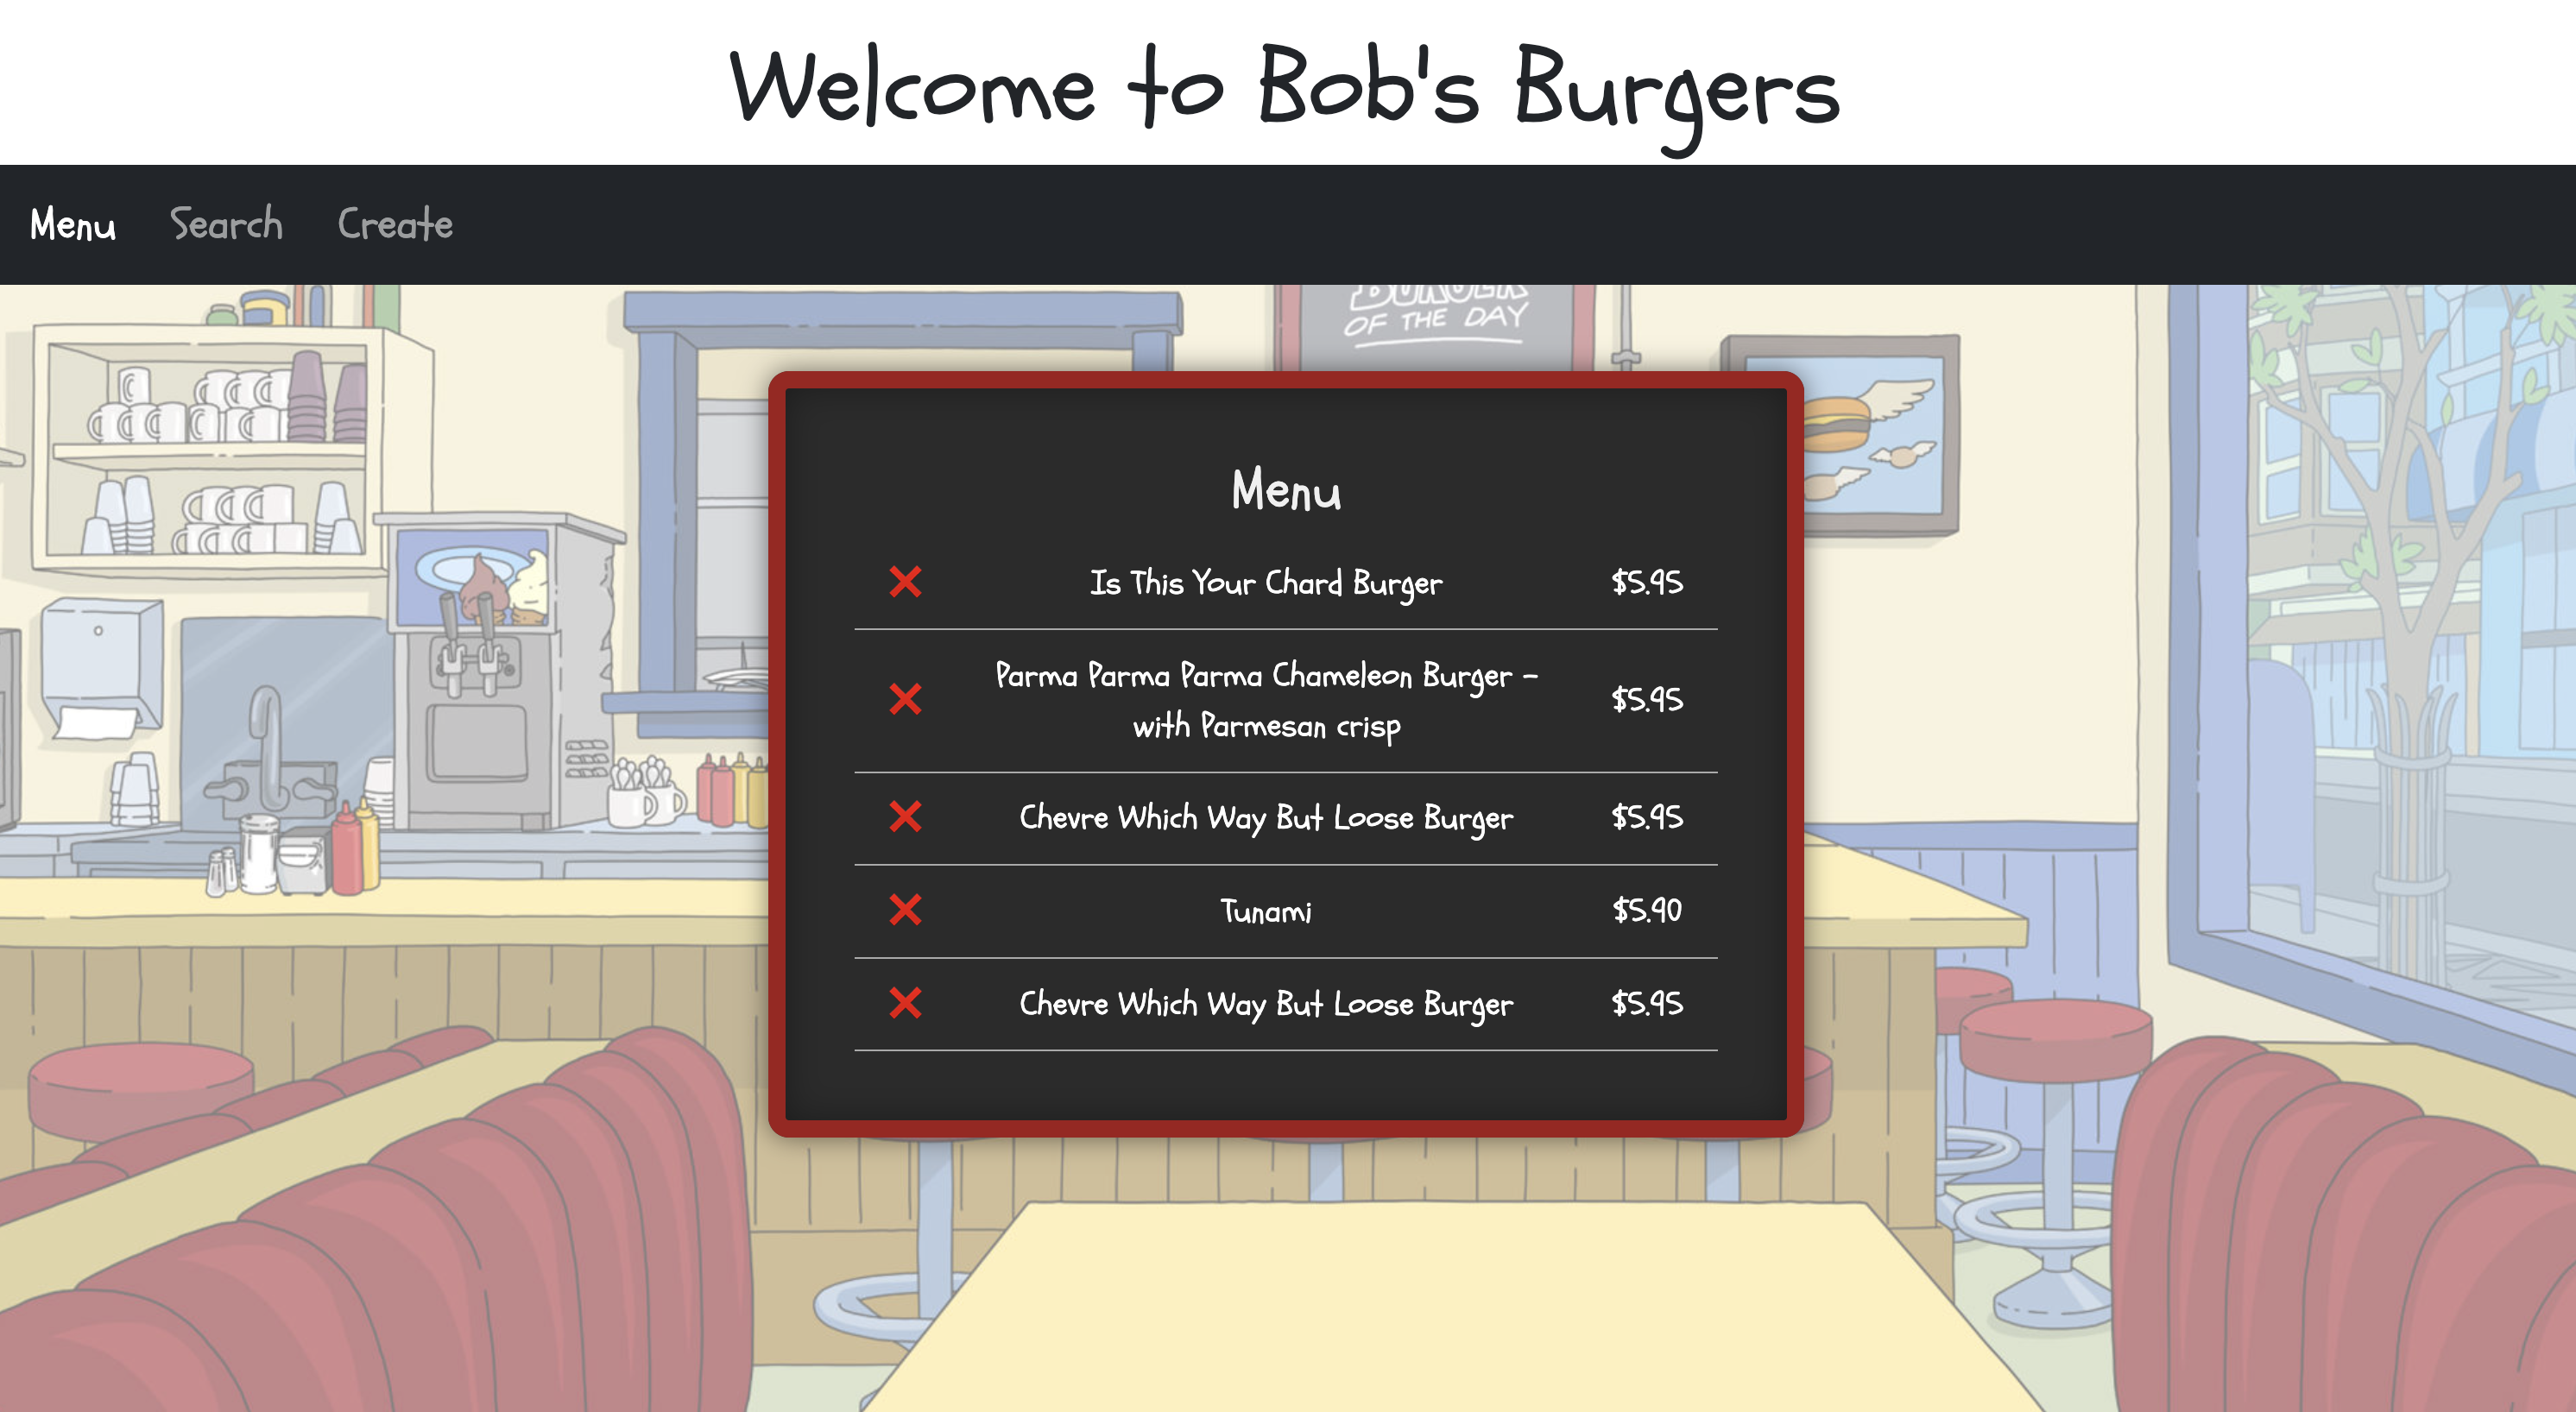 Welcome to Bob's Burgers
Menu Search Create
BURGER
OF THE DAY
Menu
Is This Your Chard Burger $5.95
Parma Parma Parma Chameleon Burger -
with Parmesan crisp $5.95
Chevre Which Way But Loose Burger $5.95
Tunami $5.90
Chevre Which Way But Loose Burger $5.95